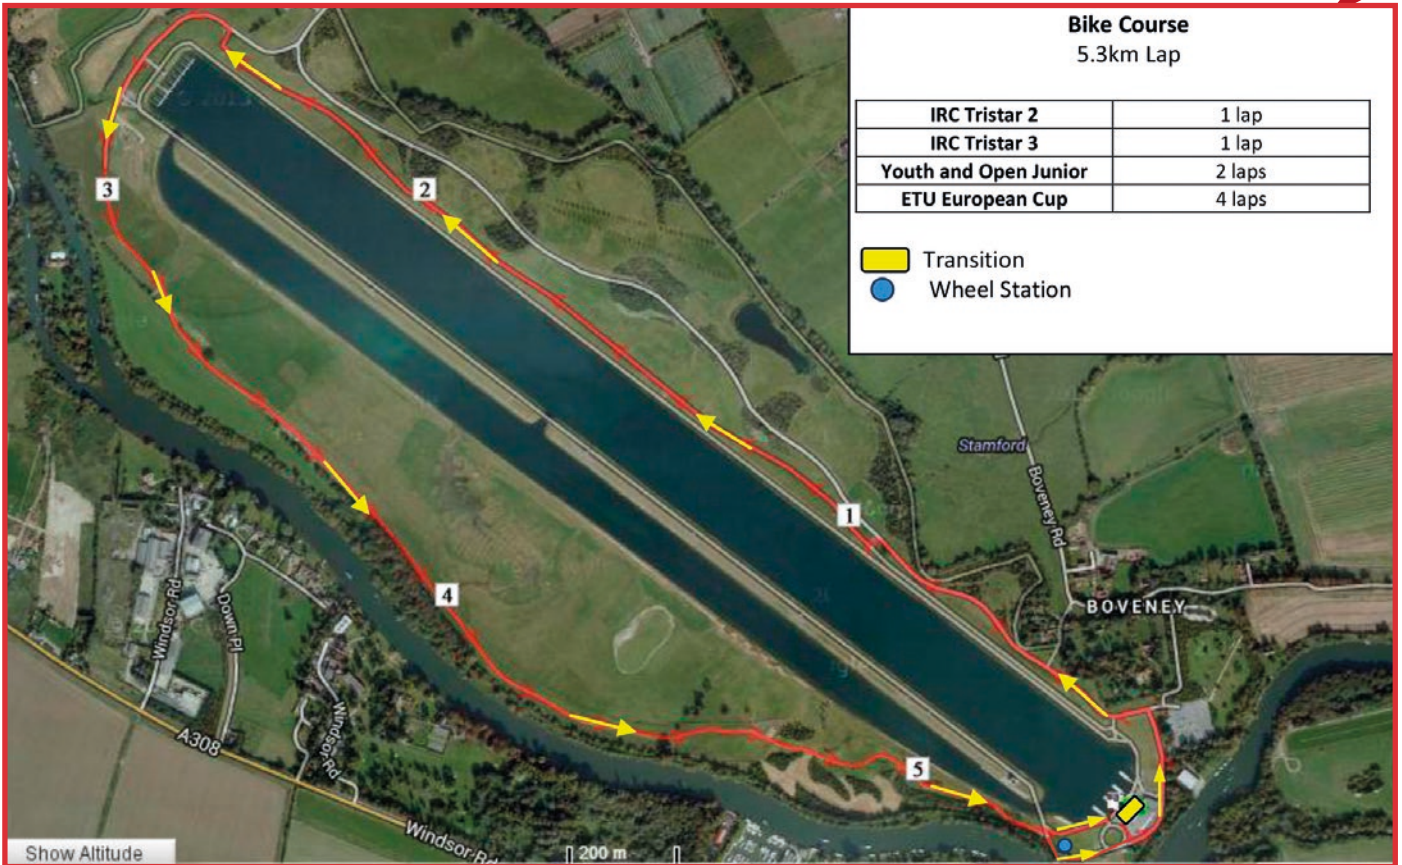 Bike Course
5.3km Lap
IRC Tristar 2 1 lap
IRC Tristar 3 1 lap
Youth and Open Junior 2 laps
ETU European Cup 4 laps
Transition
Wheel Station
3
2
Stamford
Boveney Rd
1
BOVENEY
4
Windsor Rd
Down Pl
Windsor-Rd
A308
5
Windsor-Rd
Show Altitude
200 m